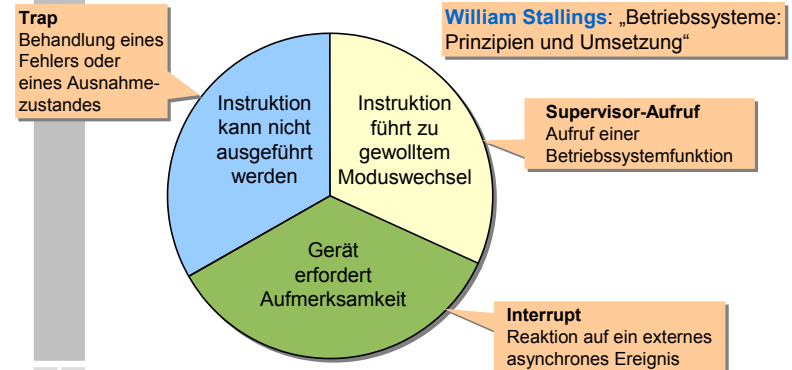 Trap
Behandlung eines
Fehlers oder
eines Ausnahme-
zustandes
William Stallings: „Betriebssysteme:
Prinzipien und Umsetzung“
Instruktion
kann nicht
ausgeführt
werden
Instruktion
führt zu
gewolltem
Moduswechsel
Supervisor-Aufruf
Aufruf einer
Betriebssystemfunktion
Gerät
erfordert
Aufmerksamkeit
Interrupt
Reaktion auf ein externes
asynchrones Ereignis